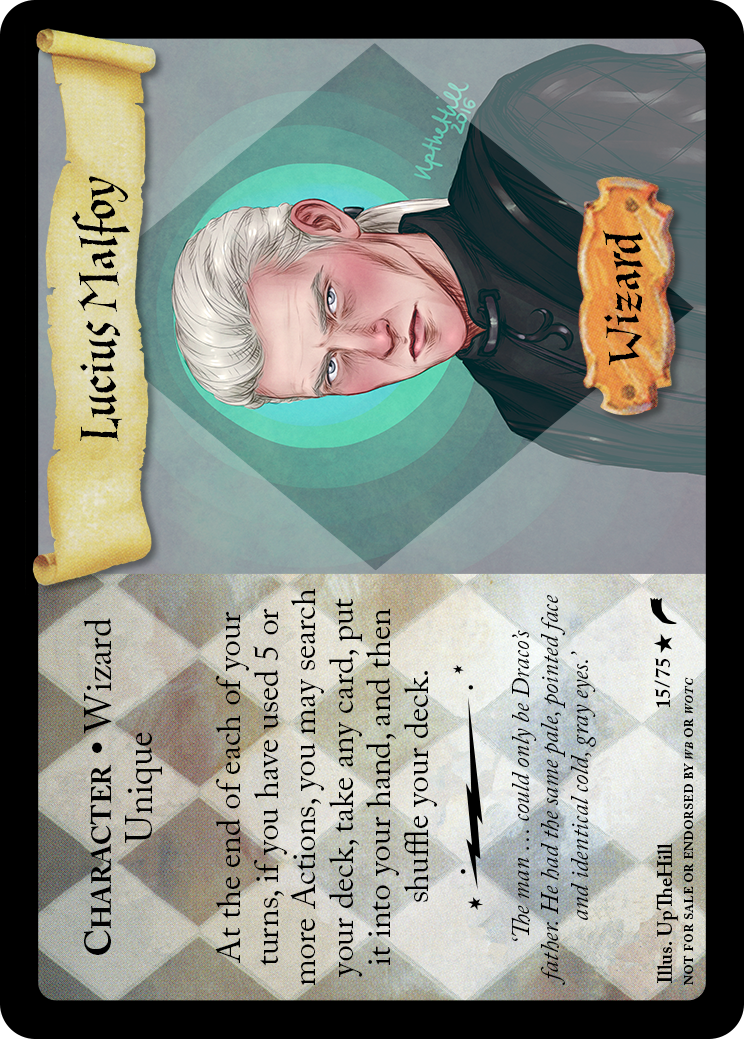 Lucius Malfoy
CHARACTER • Wizard
Unique
At the end of each of your
turns, if you have used 5 or
more Actions, you may search
your deck, take any card, put
it into your hand, and then
shuffle your deck.
‘The man … could only be Draco's
father. He had the same pale, pointed face
and identical cold, gray eyes.’
Illus. UpTheHill
15/75 ★
NOT FOR SALE OR ENDORSED BY WB OR WOTC
UptheHill
2016
Wizard